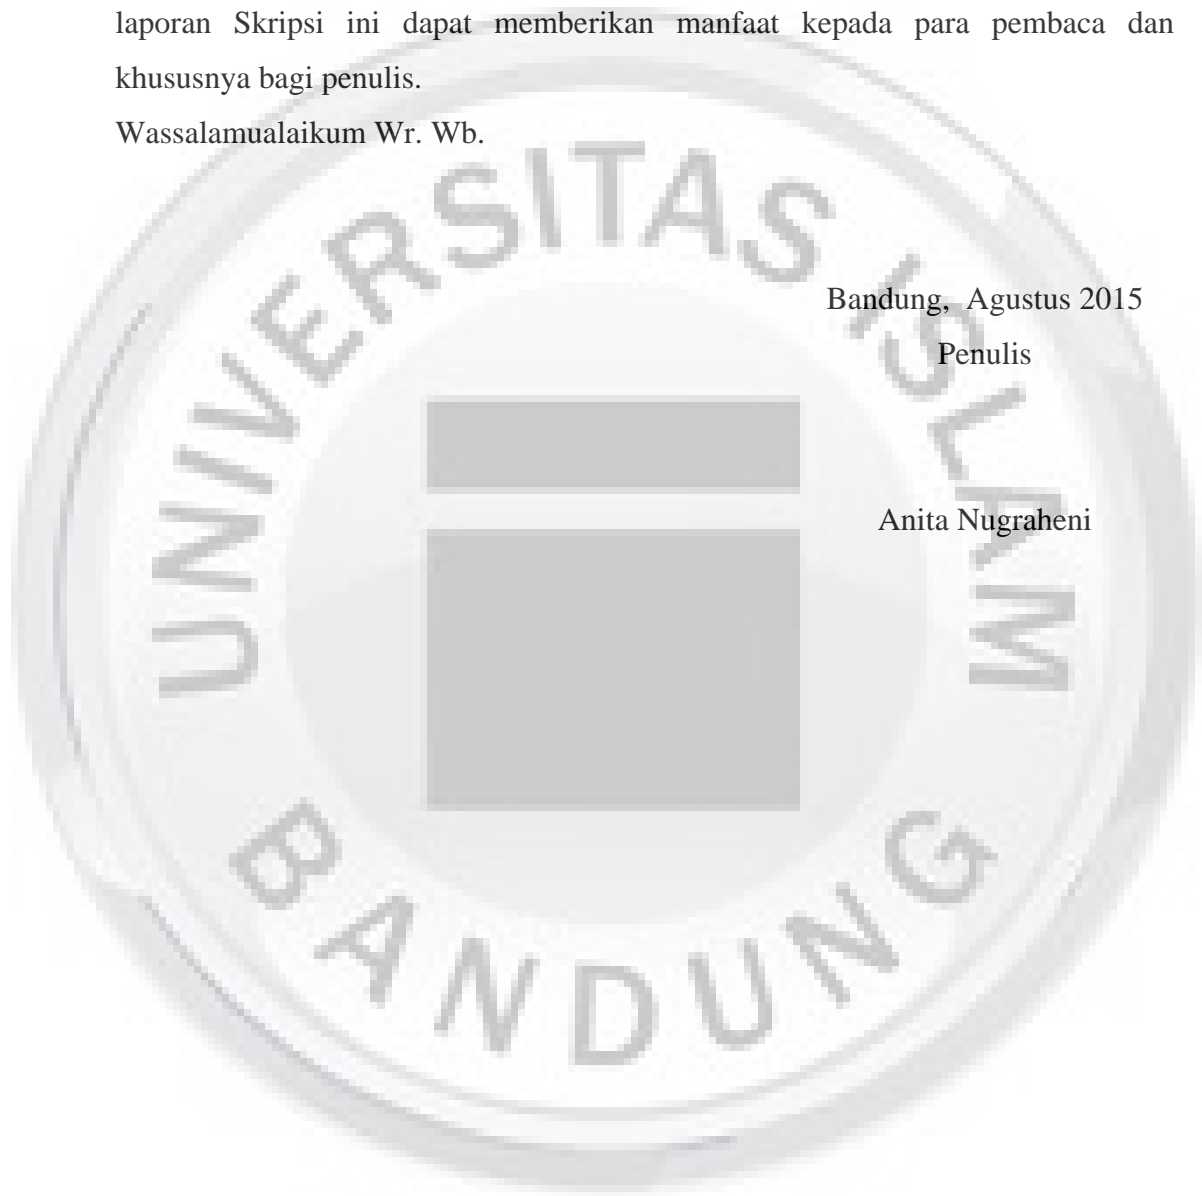 laporan Skripsi ini dapat memberikan manfaat kepada para pembaca dan
khususnya bagi penulis.
Wassalamualaikum Wr. Wb.
Bandung, Agustus 2015
Penulis
Anita Nugraheni
UNIVERSITAS ISLAM
BANDUNG